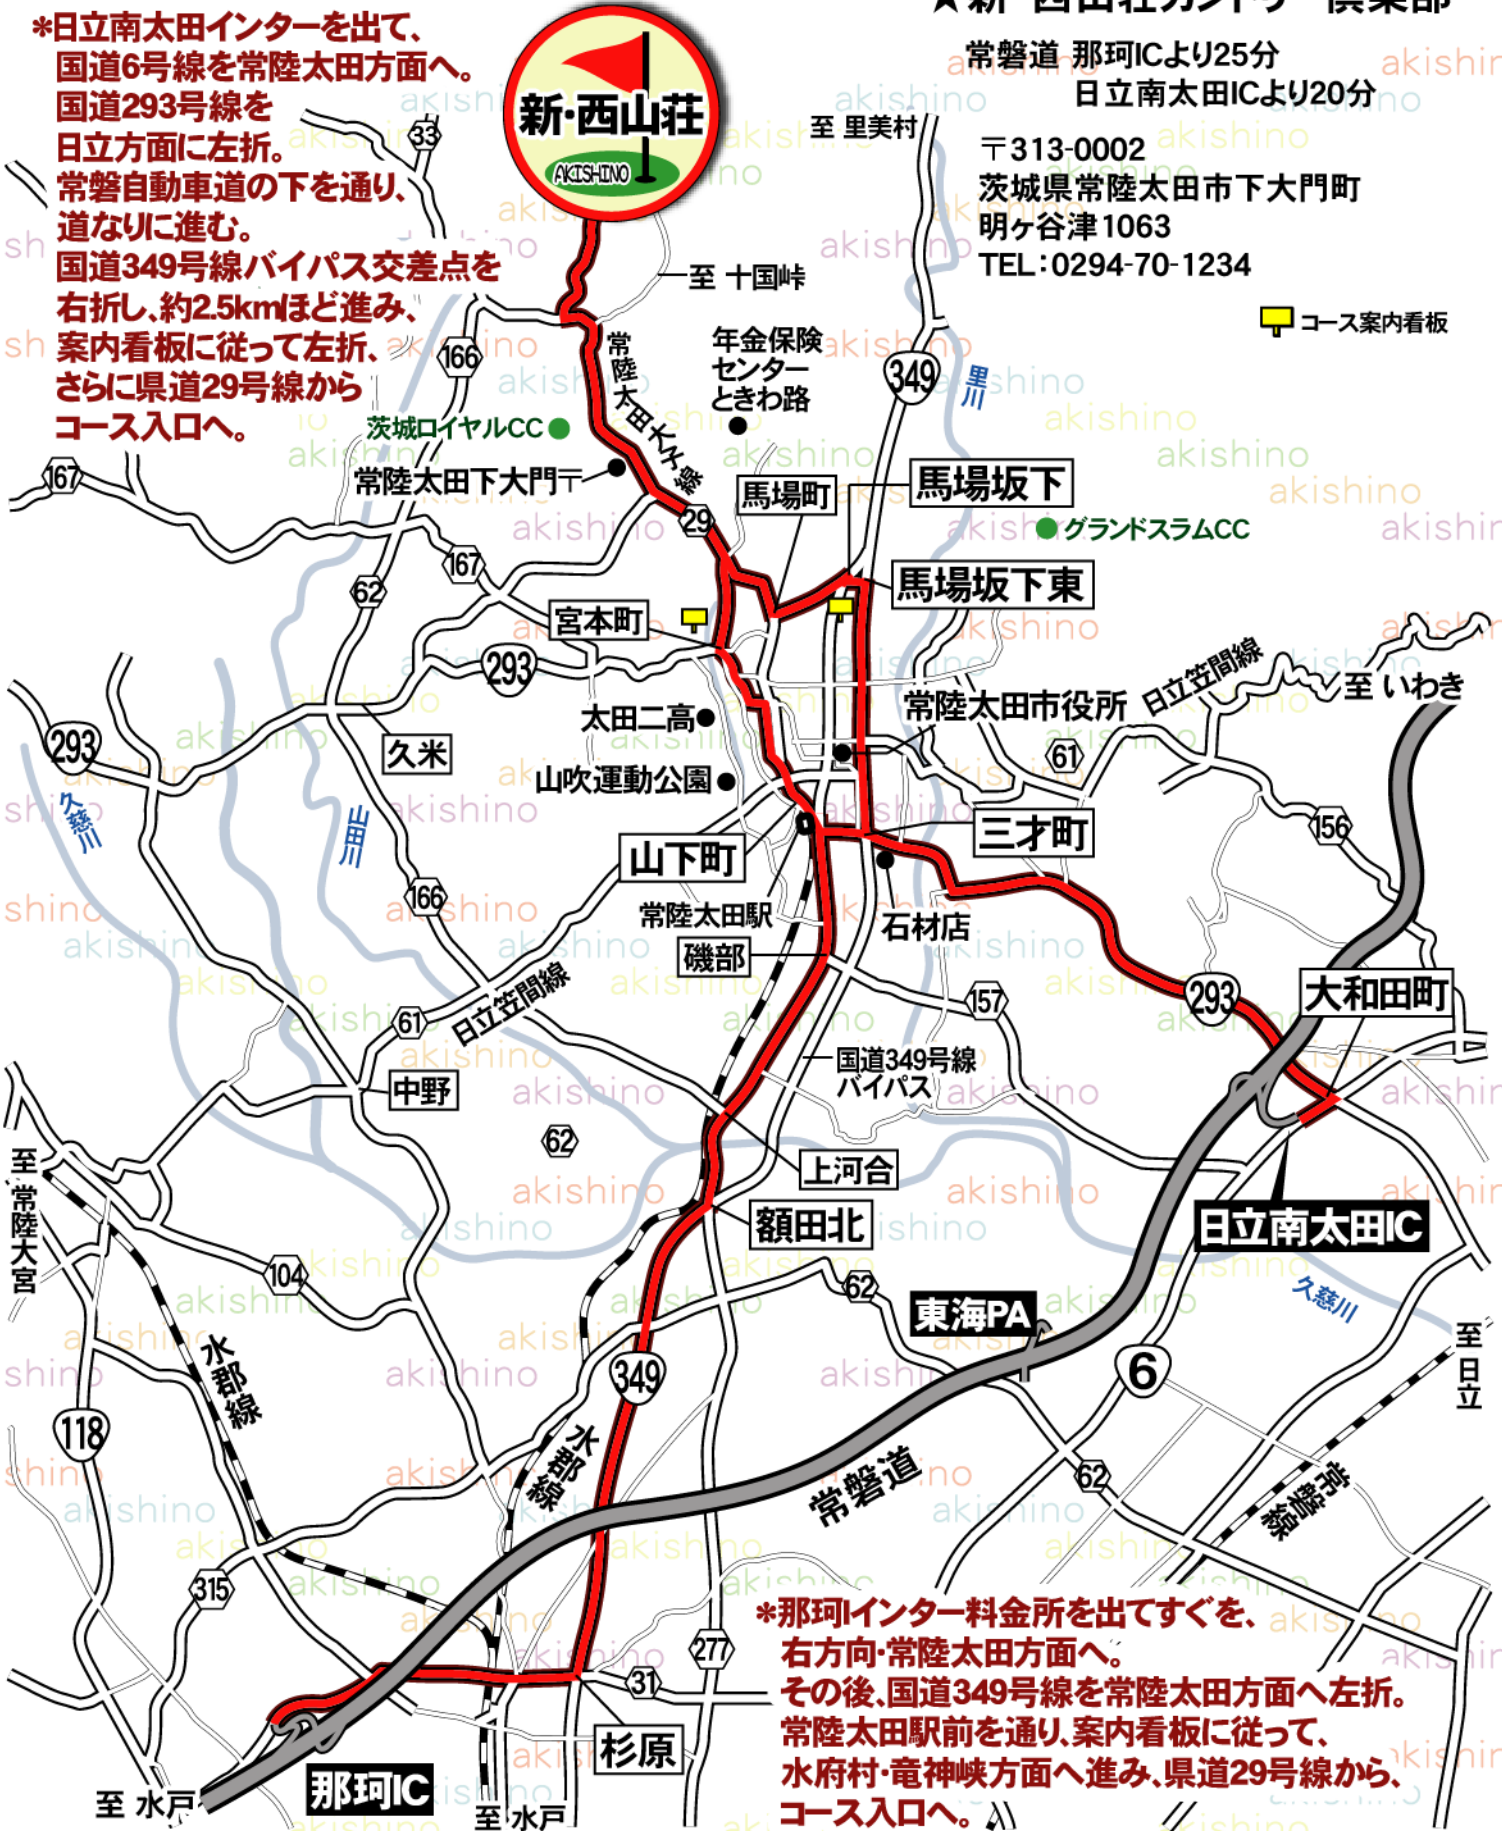 *日立南太田インターを出て、
国道6号線を常陸太田方面へ。
国道293号線を
日立方面に左折。
常磐自動車道の下を通り、
道なりに進む。
国道349号線バイパス交差点を
右折し、約2.5kmほど進み、
案内看板に従って左折、
さらに県道29号線から
コース入口へ。
新・西山荘
AKISHINO
常磐道 那珂ICより25分
日立南太田ICより20分
〒313-0002
茨城県常陸太田市下大門町
明ヶ谷津1063
TEL:0294-70-1234
コース案内看板
至 里美村
33
至 十国峠
166
常陸太田大子線
年金保険
センター
ときわ路
349
里川
茨城ロイヤルCC
常陸太田下大門〒
167
馬場町
馬場坂下
29
グランドスラムCC
167
62
馬場坂下東
宮本町
293
日立笠間線
至 いわき
太田二高
常陸太田市役所
293
久米
61
山吹運動公園
久慈川
山田川
三才町
156
山下町
166
常陸太田駅
石材店
磯部
日立笠間線
61
157
293
大和田町
国道349号線
バイパス
中野
62
上河合
至常陸大宮
額田北
日立南太田IC
104
62
東海PA
久慈川
至日立
水郡線
349
6
118
水郡線
常磐道
62
常磐線
315
277
31
杉原
那珂IC
至 水戸
至 水戸
*那珂インター料金所を出てすぐを、
右方向・常陸太田方面へ。
その後、国道349号線を常陸太田方面へ左折。
常陸太田駅前を通り、案内看板に従って、
水府村・竜神峡方面へ進み、県道29号線から、
コース入口へ。